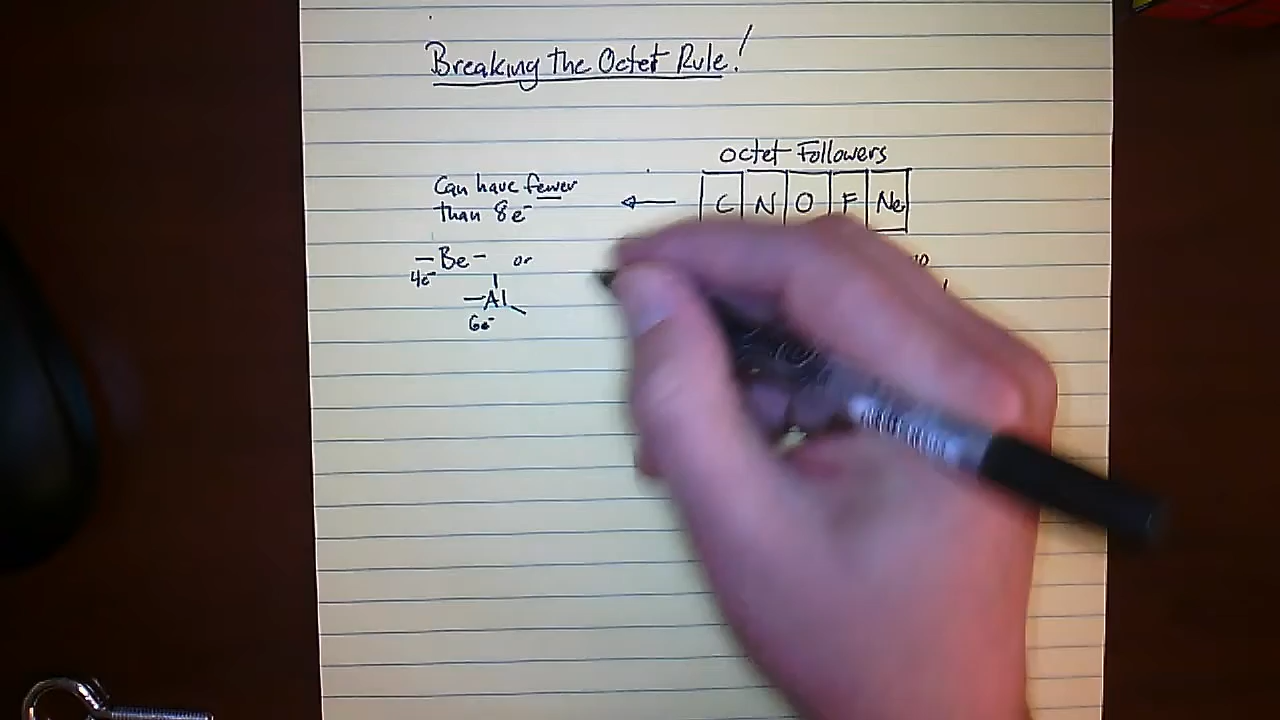 Breaking the Octet Rule!
Octet Followers
C N O F Ne
Can have fewer
than 8e⁻
–Be– or
4e⁻
–Al
6e⁻